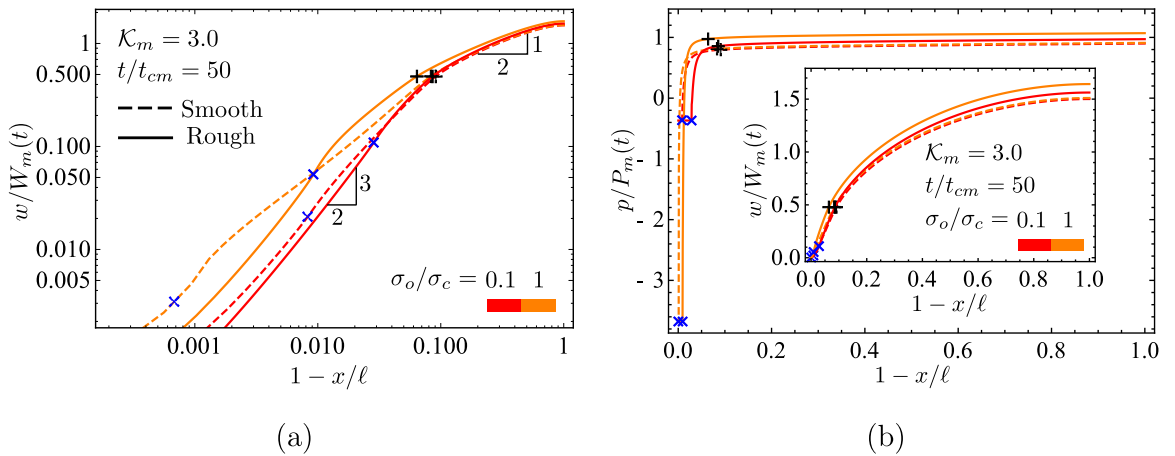 𝒦m = 3.0
t/tcm = 50
Smooth
Rough
1
2
3
2
σo/σc = 0.1 1
w/Wm(t)
1
0.500
0.100
0.050
0.010
0.005
0.001
0.010
0.100
1
1 − x/ℓ
(a)
p/Pm(t)
1
0
-
- 2
- 3
0.0
0.2
0.4
0.6
0.8
1.0
1 − x/ℓ
w/Wm(t)
1.5
1.0
0.5
0.0
𝒦m = 3.0
t/tcm = 50
σo/σc = 0.1 1
0.0 0.2 0.4 0.6 0.8 1.0
1 − x/ℓ
(b)